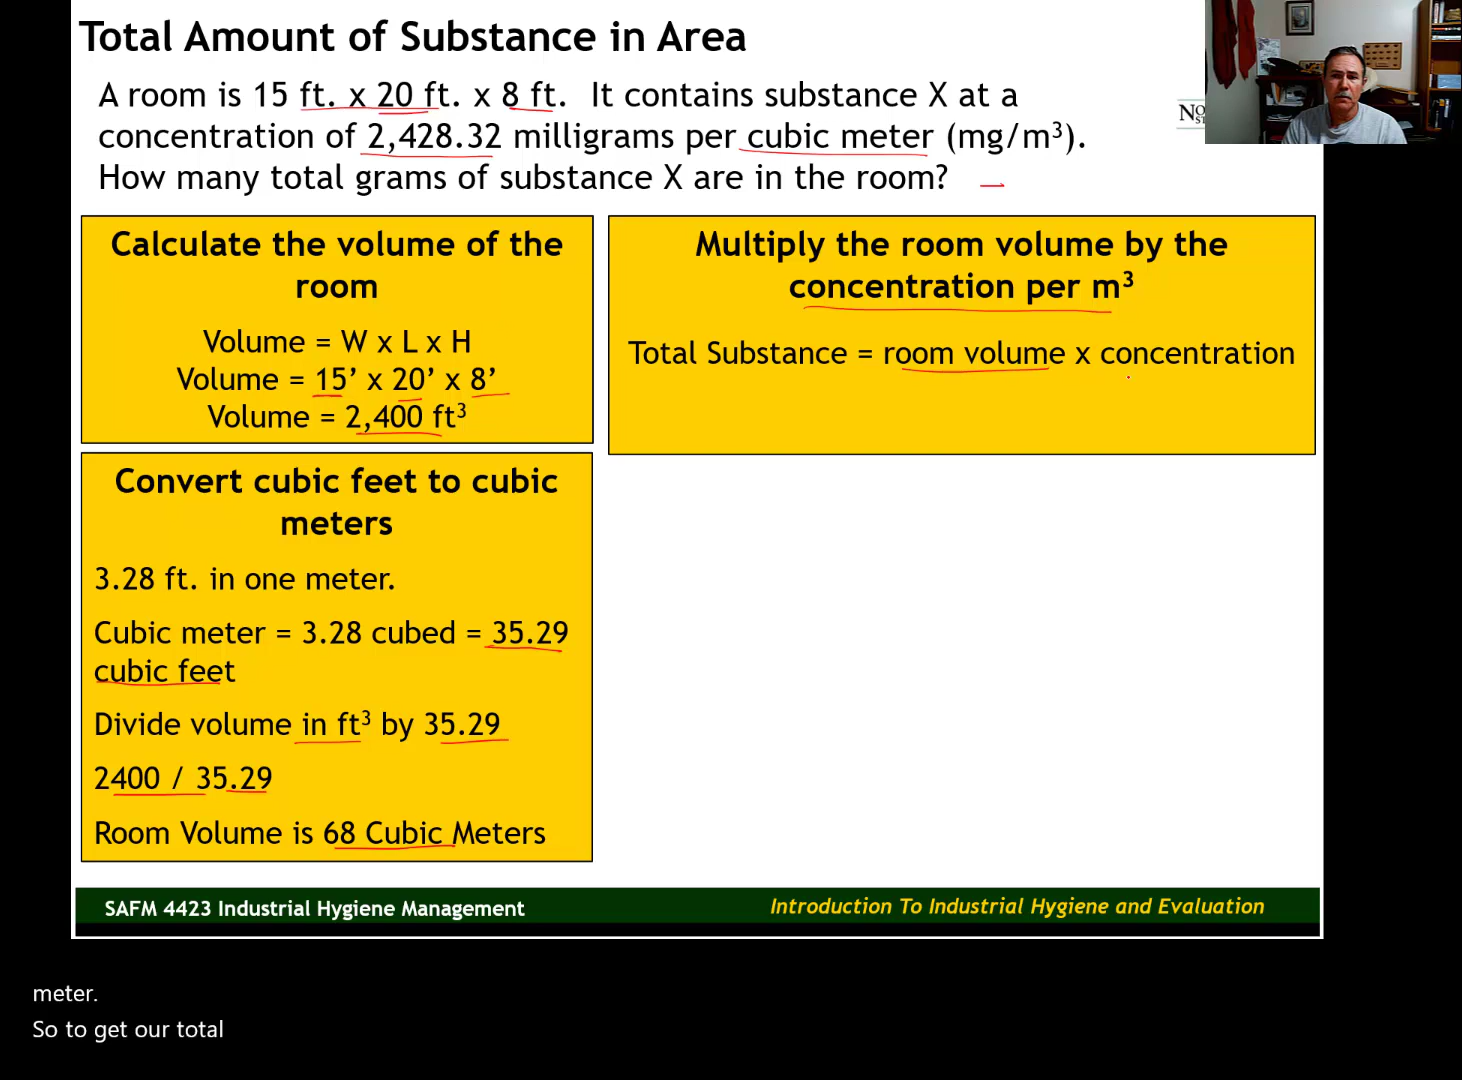 Total Amount of Substance in Area
A room is 15 ft. x 20 ft. x 8 ft. It contains substance X at a
concentration of 2,428.32 milligrams per cubic meter (mg/m³).
How many total grams of substance X are in the room?
Calculate the volume of the
room
Volume = W x L x H
Volume = 15’ x 20’ x 8’
Volume = 2,400 ft³
Convert cubic feet to cubic
meters
3.28 ft. in one meter.
Cubic meter = 3.28 cubed = 35.29
cubic feet
Divide volume in ft³ by 35.29
2400 / 35.29
Room Volume is 68 Cubic Meters
Multiply the room volume by the
concentration per m³
Total Substance = room volume x concentration
SAFM 4423 Industrial Hygiene Management
Introduction To Industrial Hygiene and Evaluation
meter.
So to get our total